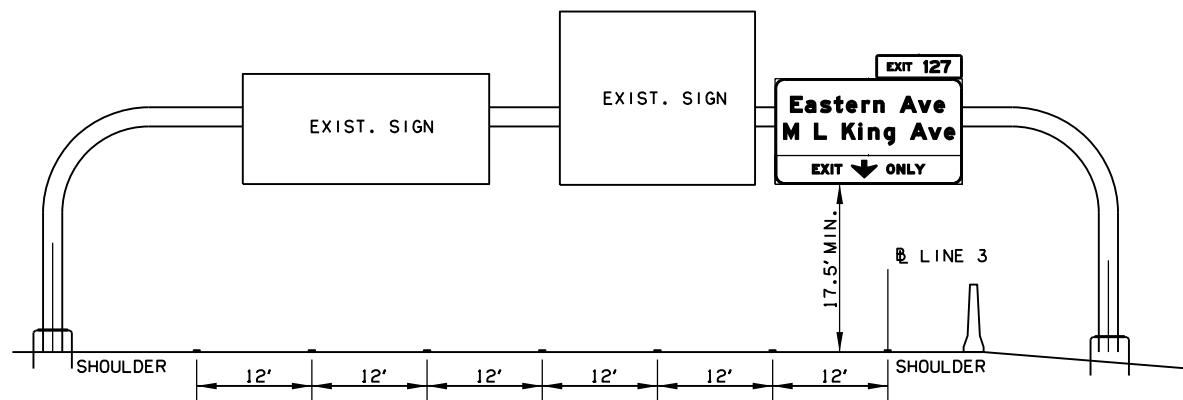 EXIT 127
EXIST. SIGN
EXIST. SIGN
Eastern Ave
M L King Ave
EXIT ONLY
17.5' MIN.
BL LINE 3
SHOULDER
SHOULDER
12' 12' 12' 12' 12' 12'